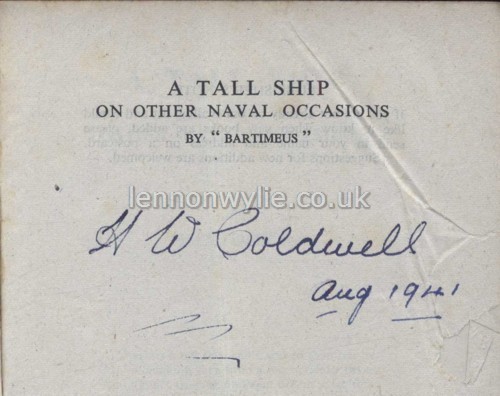 A TALL SHIP
ON OTHER NAVAL OCCASIONS
BY "BARTIMEUS"
lennonwylie.co.uk
H W Coldwell
Aug 1941